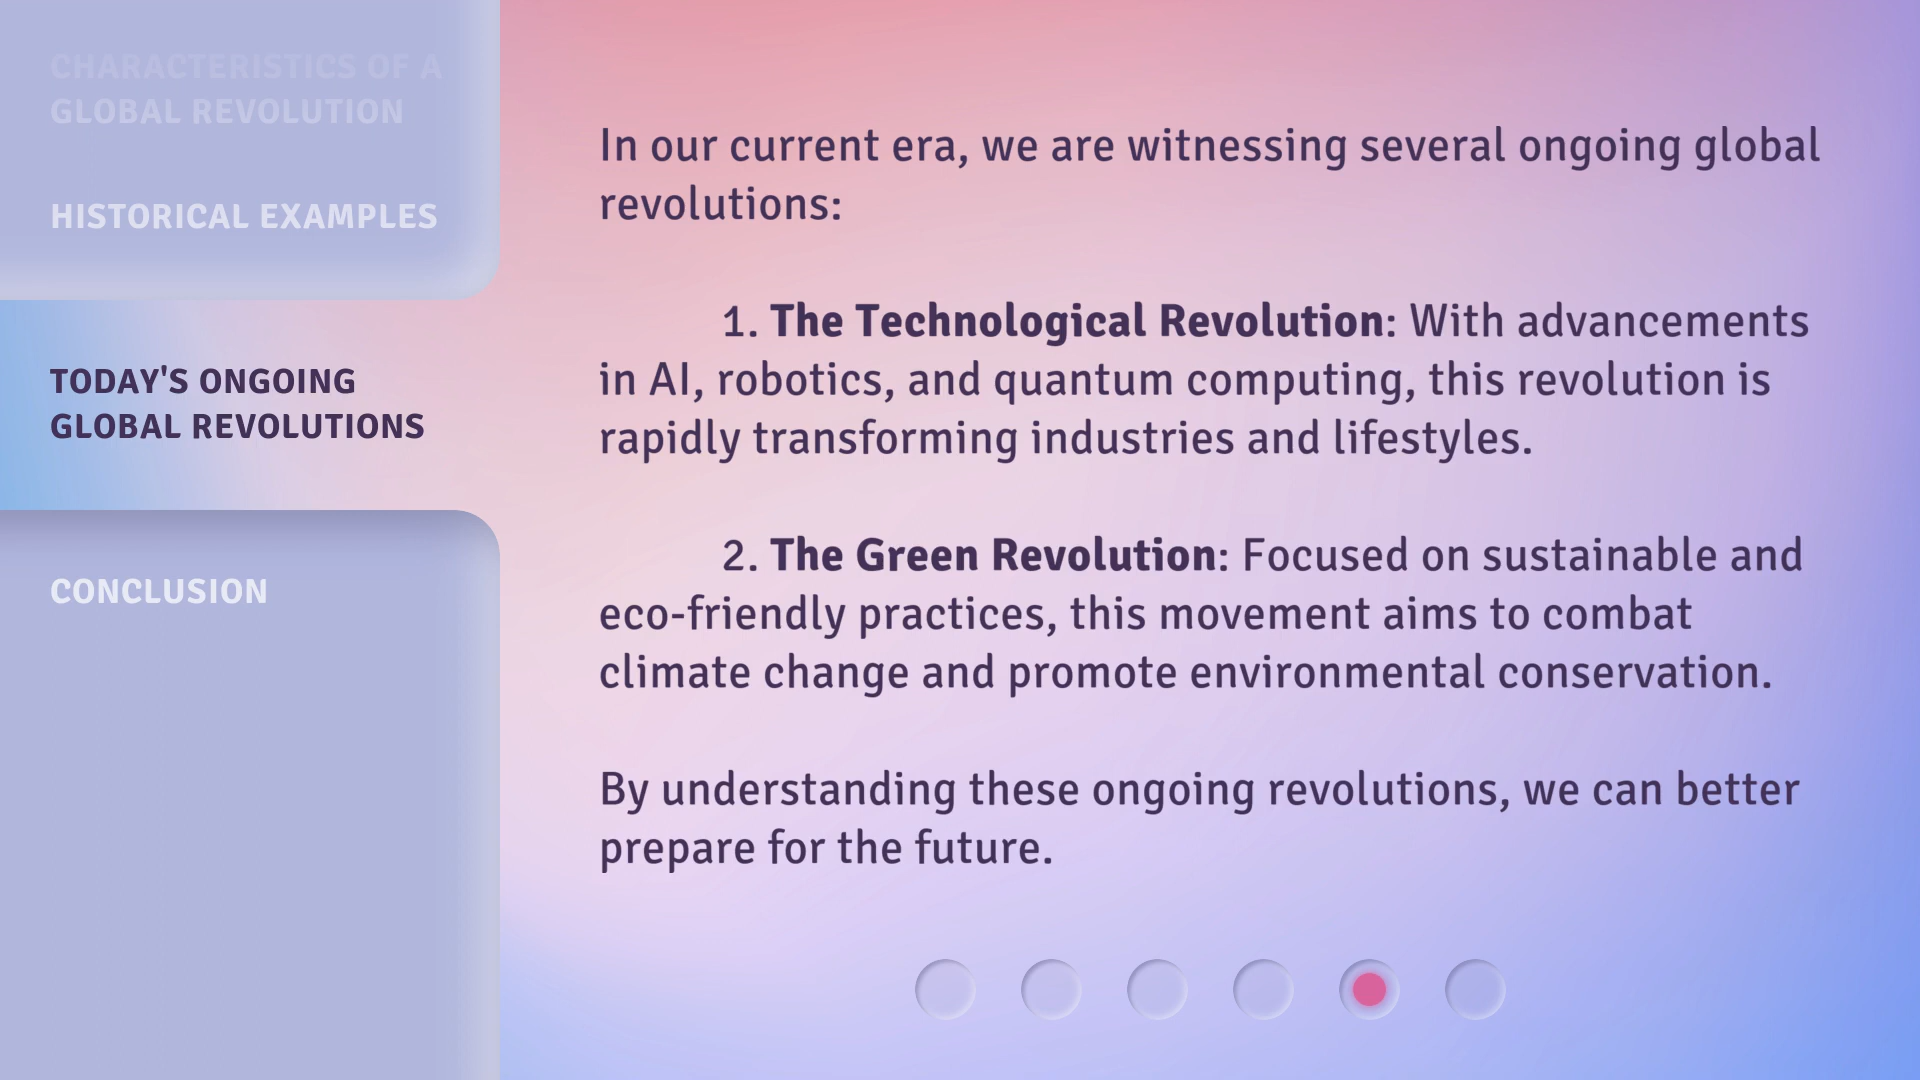 CHARACTERISTICS OF A
GLOBAL REVOLUTION
HISTORICAL EXAMPLES
TODAY'S ONGOING
GLOBAL REVOLUTIONS
CONCLUSION
In our current era, we are witnessing several ongoing global
revolutions:
1. The Technological Revolution: With advancements
in AI, robotics, and quantum computing, this revolution is
rapidly transforming industries and lifestyles.
2. The Green Revolution: Focused on sustainable and
eco-friendly practices, this movement aims to combat
climate change and promote environmental conservation.
By understanding these ongoing revolutions, we can better
prepare for the future.